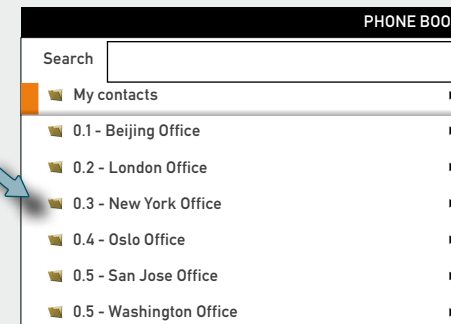 PHONE BOO
Search
My contacts
0.1 - Beijing Office
0.2 - London Office
0.3 - New York Office
0.4 - Oslo Office
0.5 - San Jose Office
0.5 - Washington Office